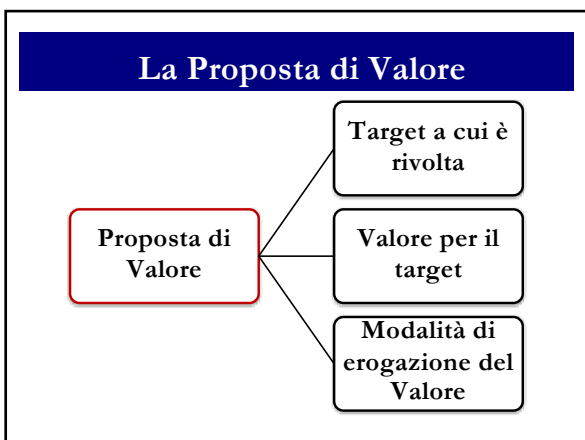 La Proposta di Valore
Target a cui è
rivolta
Proposta di
Valore
Valore per il
target
Modalità di
erogazione del
Valore